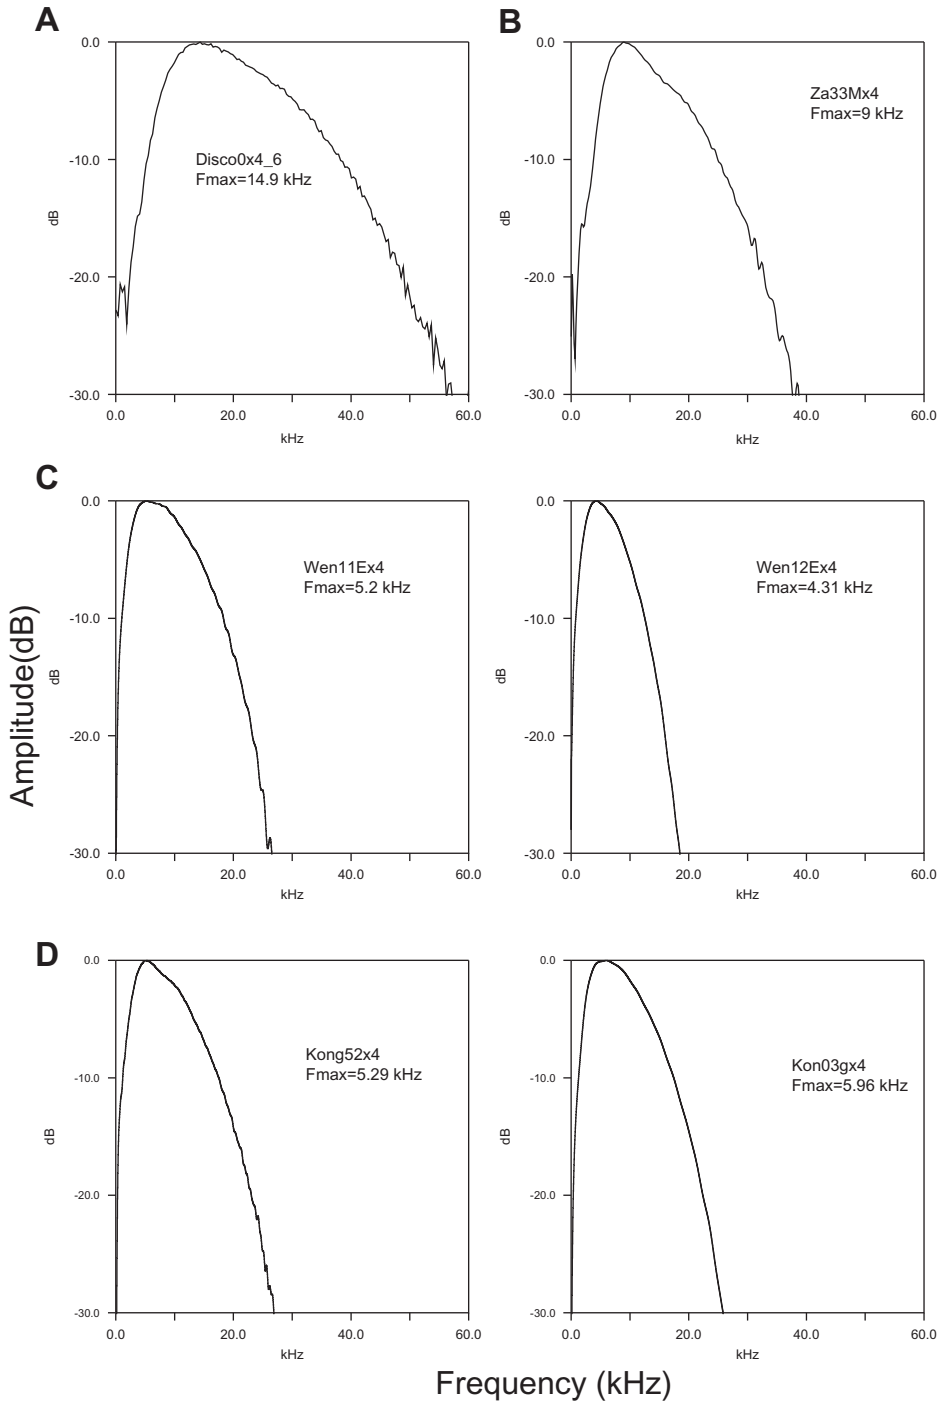 A
0.0
-10.0
-20.0
-30.0
dB
Disco0x4_6
Fmax=14.9 kHz
0.0
20.0
40.0
60.0
kHz
B
0.0
-10.0
-20.0
-30.0
dB
Za33Mx4
Fmax=9 kHz
0.0
20.0
40.0
60.0
kHz
C
0.0
-10.0
-20.0
-30.0
dB
Wen11Ex4
Fmax=5.2 kHz
0.0
20.0
40.0
60.0
kHz
0.0
-10.0
-20.0
-30.0
dB
Wen12Ex4
Fmax=4.31 kHz
0.0
20.0
40.0
60.0
kHz
Amplitude(dB)
D
0.0
-10.0
-20.0
-30.0
dB
Kong52x4
Fmax=5.29 kHz
0.0
20.0
40.0
60.0
kHz
0.0
-10.0
-20.0
-30.0
dB
Kon03gx4
Fmax=5.96 kHz
0.0
20.0
40.0
60.0
kHz
Frequency (kHz)